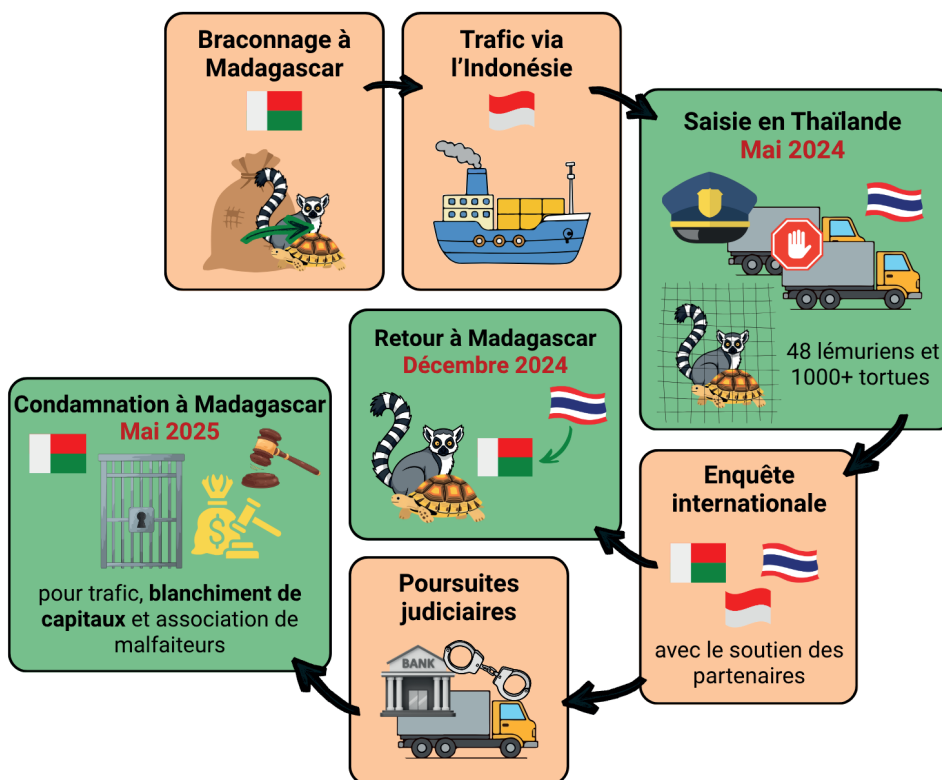 Braconnage à
Madagascar
Trafic via
l'Indonésie
Saisie en Thaïlande
Mai 2024
48 lémuriens et
1000+ tortues
Enquête
internationale
avec le soutien des
partenaires
Retour à Madagascar
Décembre 2024
Poursuites
judiciaires
BANK
Condamnation à Madagascar
Mai 2025
$
pour trafic, blanchiment de
capitaux et association de
malfaiteurs